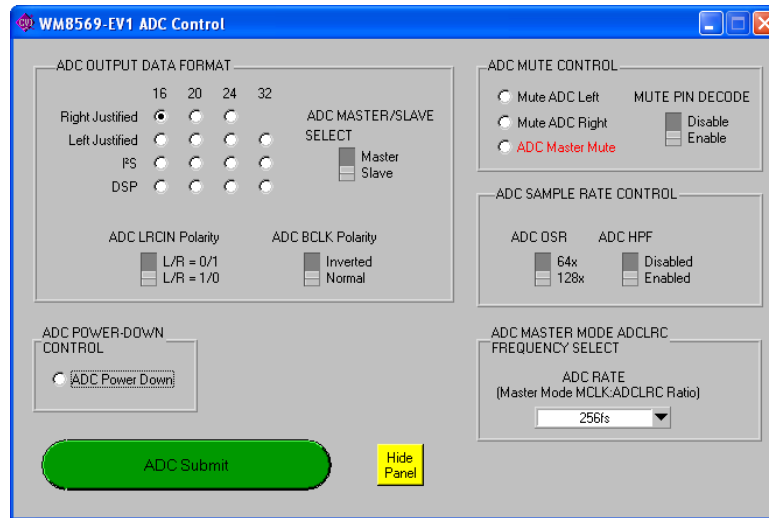 WM8569-EV1 ADC Control
ADC OUTPUT DATA FORMAT
16 20 24 32
Right Justified
Left Justified
I²S
DSP
ADC MASTER/SLAVE
SELECT
Master
Slave
ADC LRCIN Polarity
L/R = 0/1
L/R = 1/0
ADC BCLK Polarity
Inverted
Normal
ADC MUTE CONTROL
Mute ADC Left
Mute ADC Right
ADC Master Mute
MUTE PIN DECODE
Disable
Enable
ADC SAMPLE RATE CONTROL
ADC OSR
64x
128x
ADC HPF
Disabled
Enabled
ADC POWER-DOWN
CONTROL
ADC Power Down
ADC MASTER MODE ADCLRC
FREQUENCY SELECT
ADC RATE
(Master Mode MCLK:ADCLRC Ratio)
256fs
ADC Submit
Hide
Panel